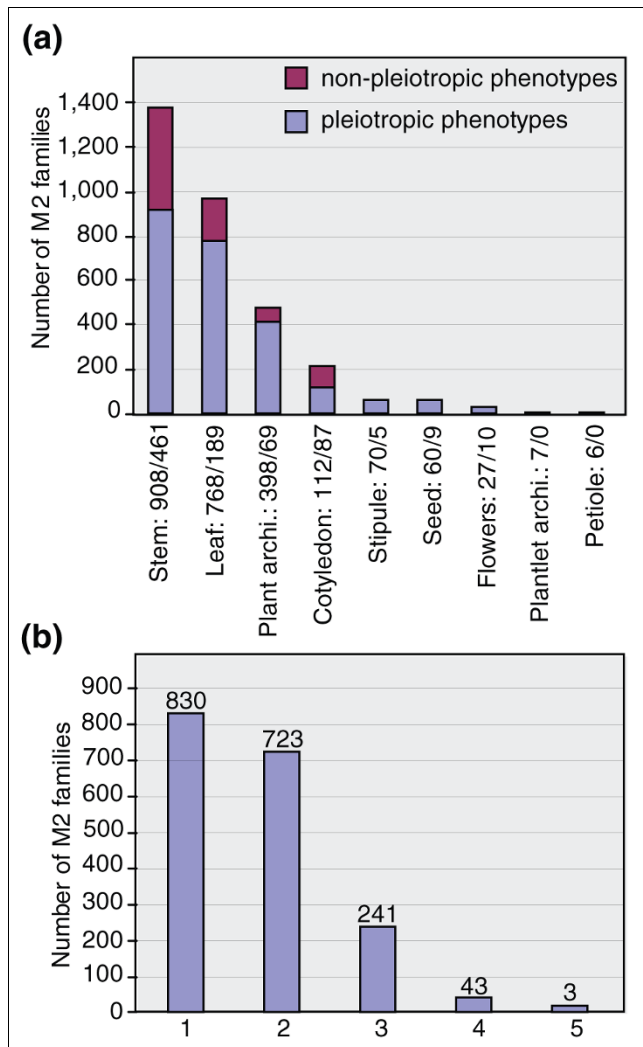 (a)
non-pleiotropic phenotypes
pleiotropic phenotypes
Number of M2 families
1,400
1,200
1,000
800
600
400
200
0
Stem: 908/461
Leaf: 768/189
Plant archi.: 398/69
Cotyledon: 112/87
Stipule: 70/5
Seed: 60/9
Flowers: 27/10
Plantlet archi.: 7/0
Petiole: 6/0
(b)
Number of M2 families
900
800
700
600
500
400
300
200
100
0
830
723
241
43
3
1 2 3 4 5